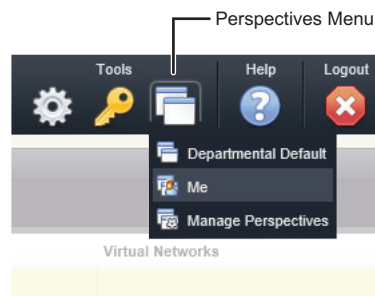 Perspectives Menu
Tools
Help
Logout
Departmental Default
Me
Manage Perspectives
Virtual Networks